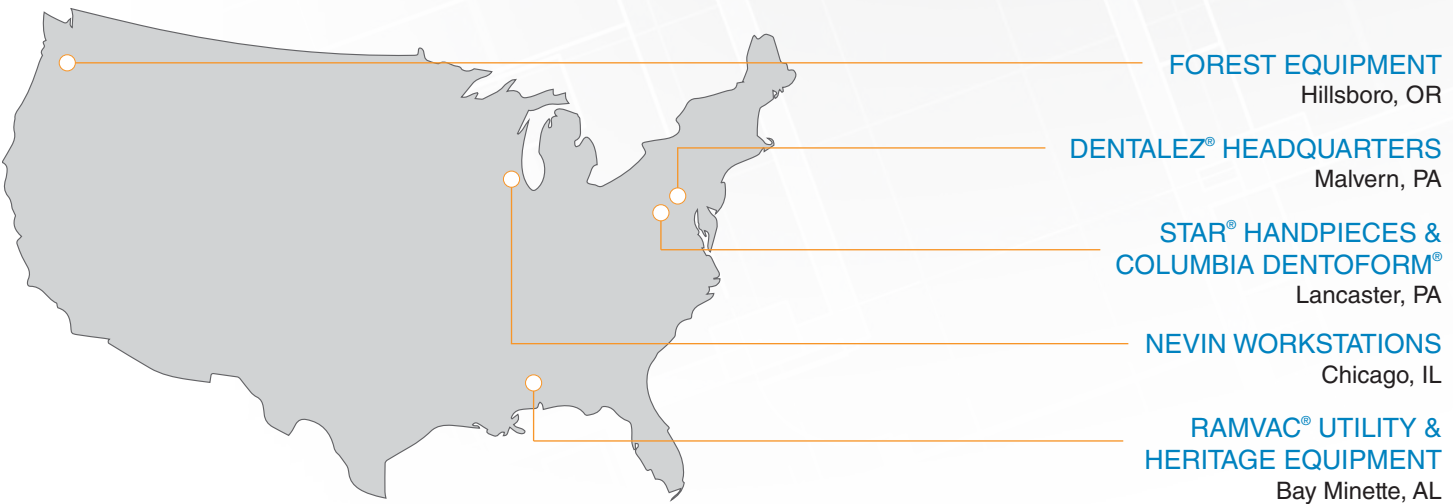 FOREST EQUIPMENT
Hillsboro, OR
DENTALEZ® HEADQUARTERS
Malvern, PA
STAR® HANDPIECES &
COLUMBIA DENTOFORM®
Lancaster, PA
NEVIN WORKSTATIONS
Chicago, IL
RAMVAC® UTILITY &
HERITAGE EQUIPMENT
Bay Minette, AL